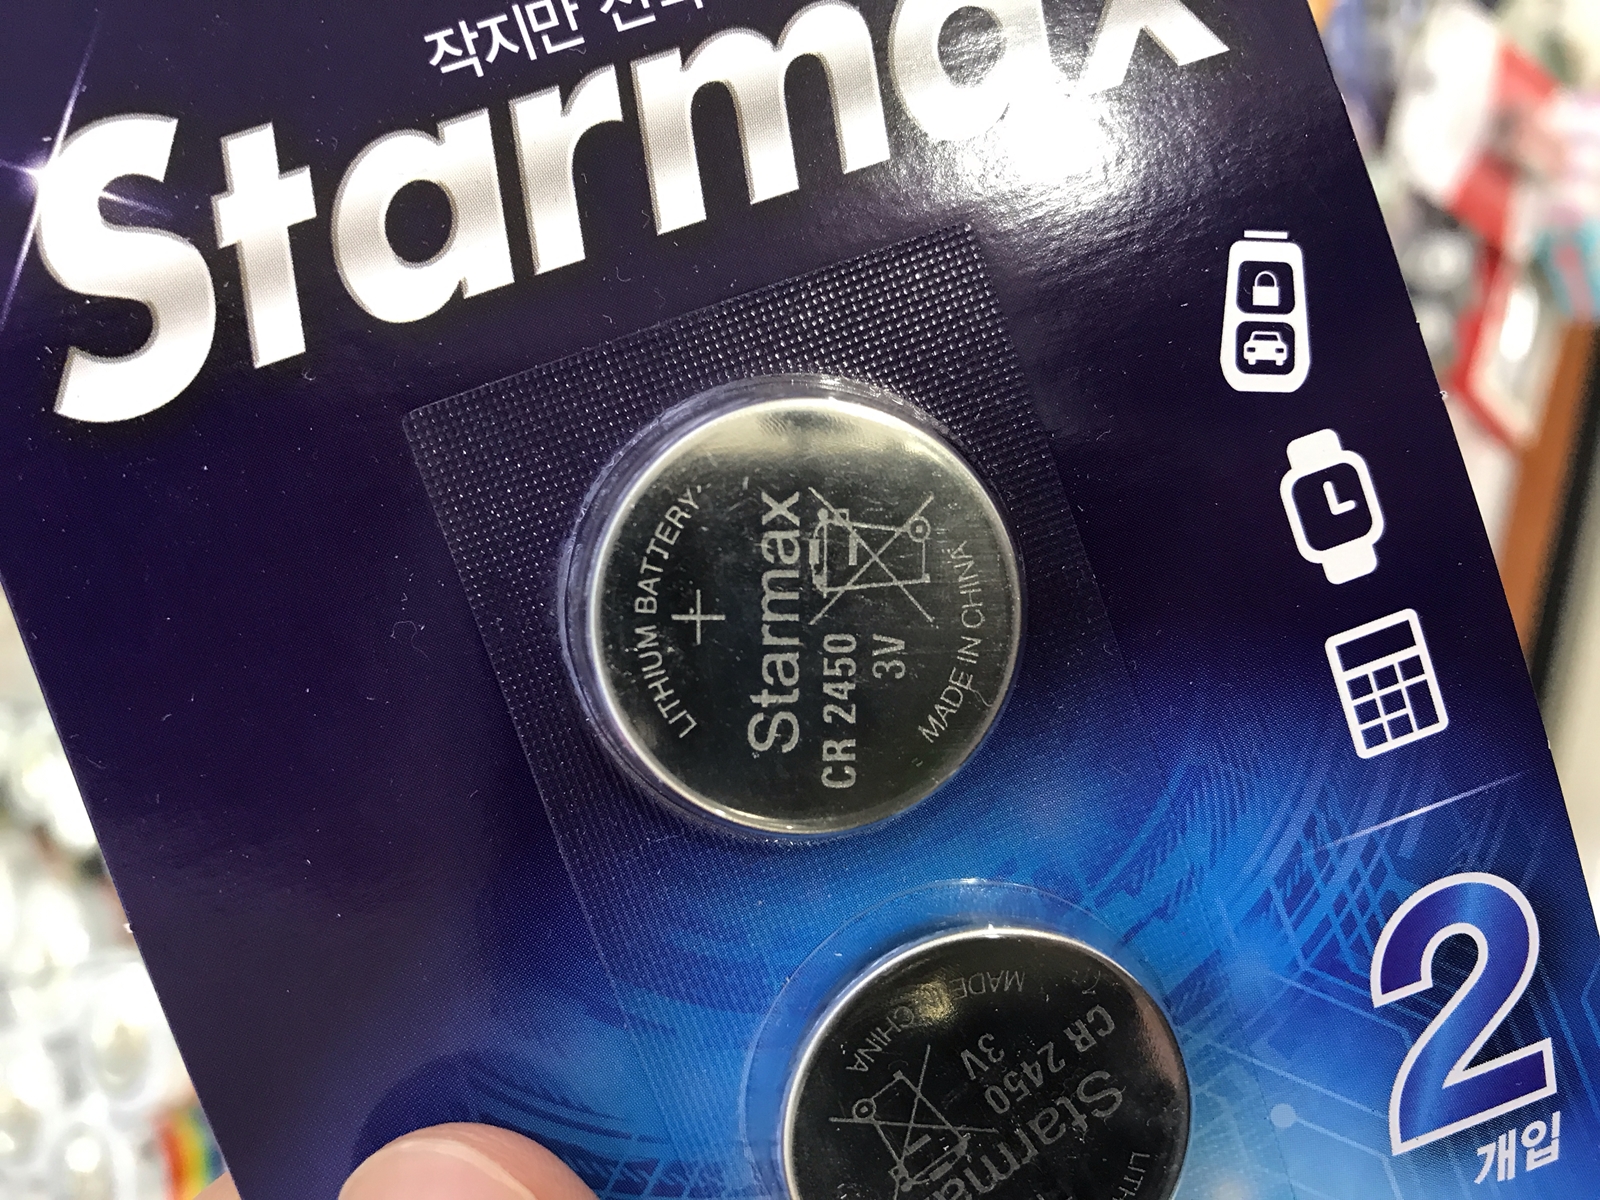 작지만
Starmax
LITHIUM BATTERY
+
Starmax
CR 2450
3V
MADE IN CHINA
MADE IN CHINA
CR 2450
3V
Starma
2
개입